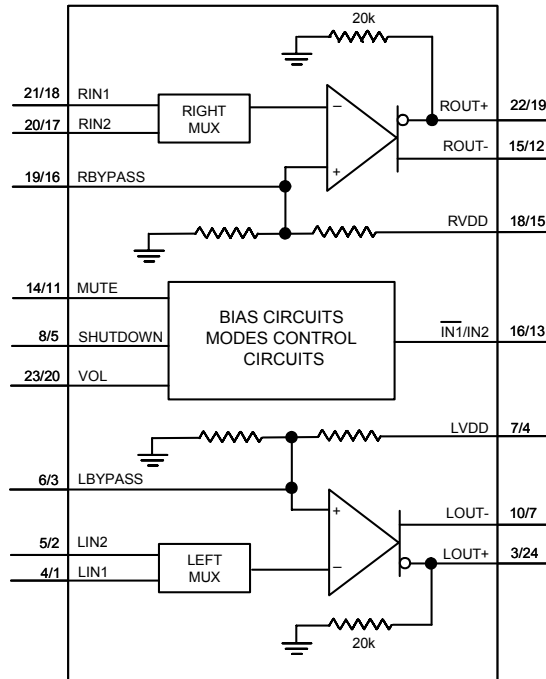 20k
21/18 RIN1
20/17 RIN2
RIGHT
MUX
ROUT+ 22/19
ROUT- 15/12
19/16 RBYPASS
RVDD 18/15
14/11 MUTE
8/5 SHUTDOWN
23/20 VOL
BIAS CIRCUITS
MODES CONTROL
CIRCUITS
I̅N̅1̅/IN2 16/13
LVDD 7/4
6/3 LBYPASS
LOUT- 10/7
5/2 LIN2
4/1 LIN1
LEFT
MUX
LOUT+ 3/24
20k